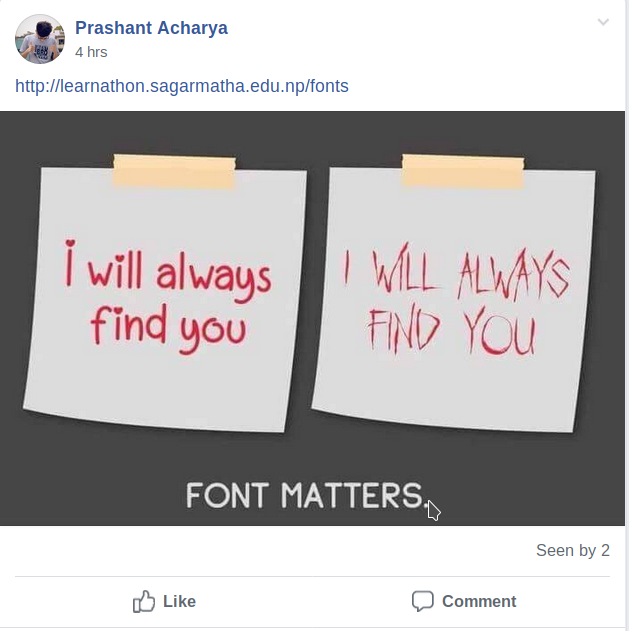 Prashant Acharya
4 hrs
http://learnathon.sagarmatha.edu.np/fonts
i will always
find you
I WILL ALWAYS
FIND YOU
FONT MATTERS.
Seen by 2
Like
Comment